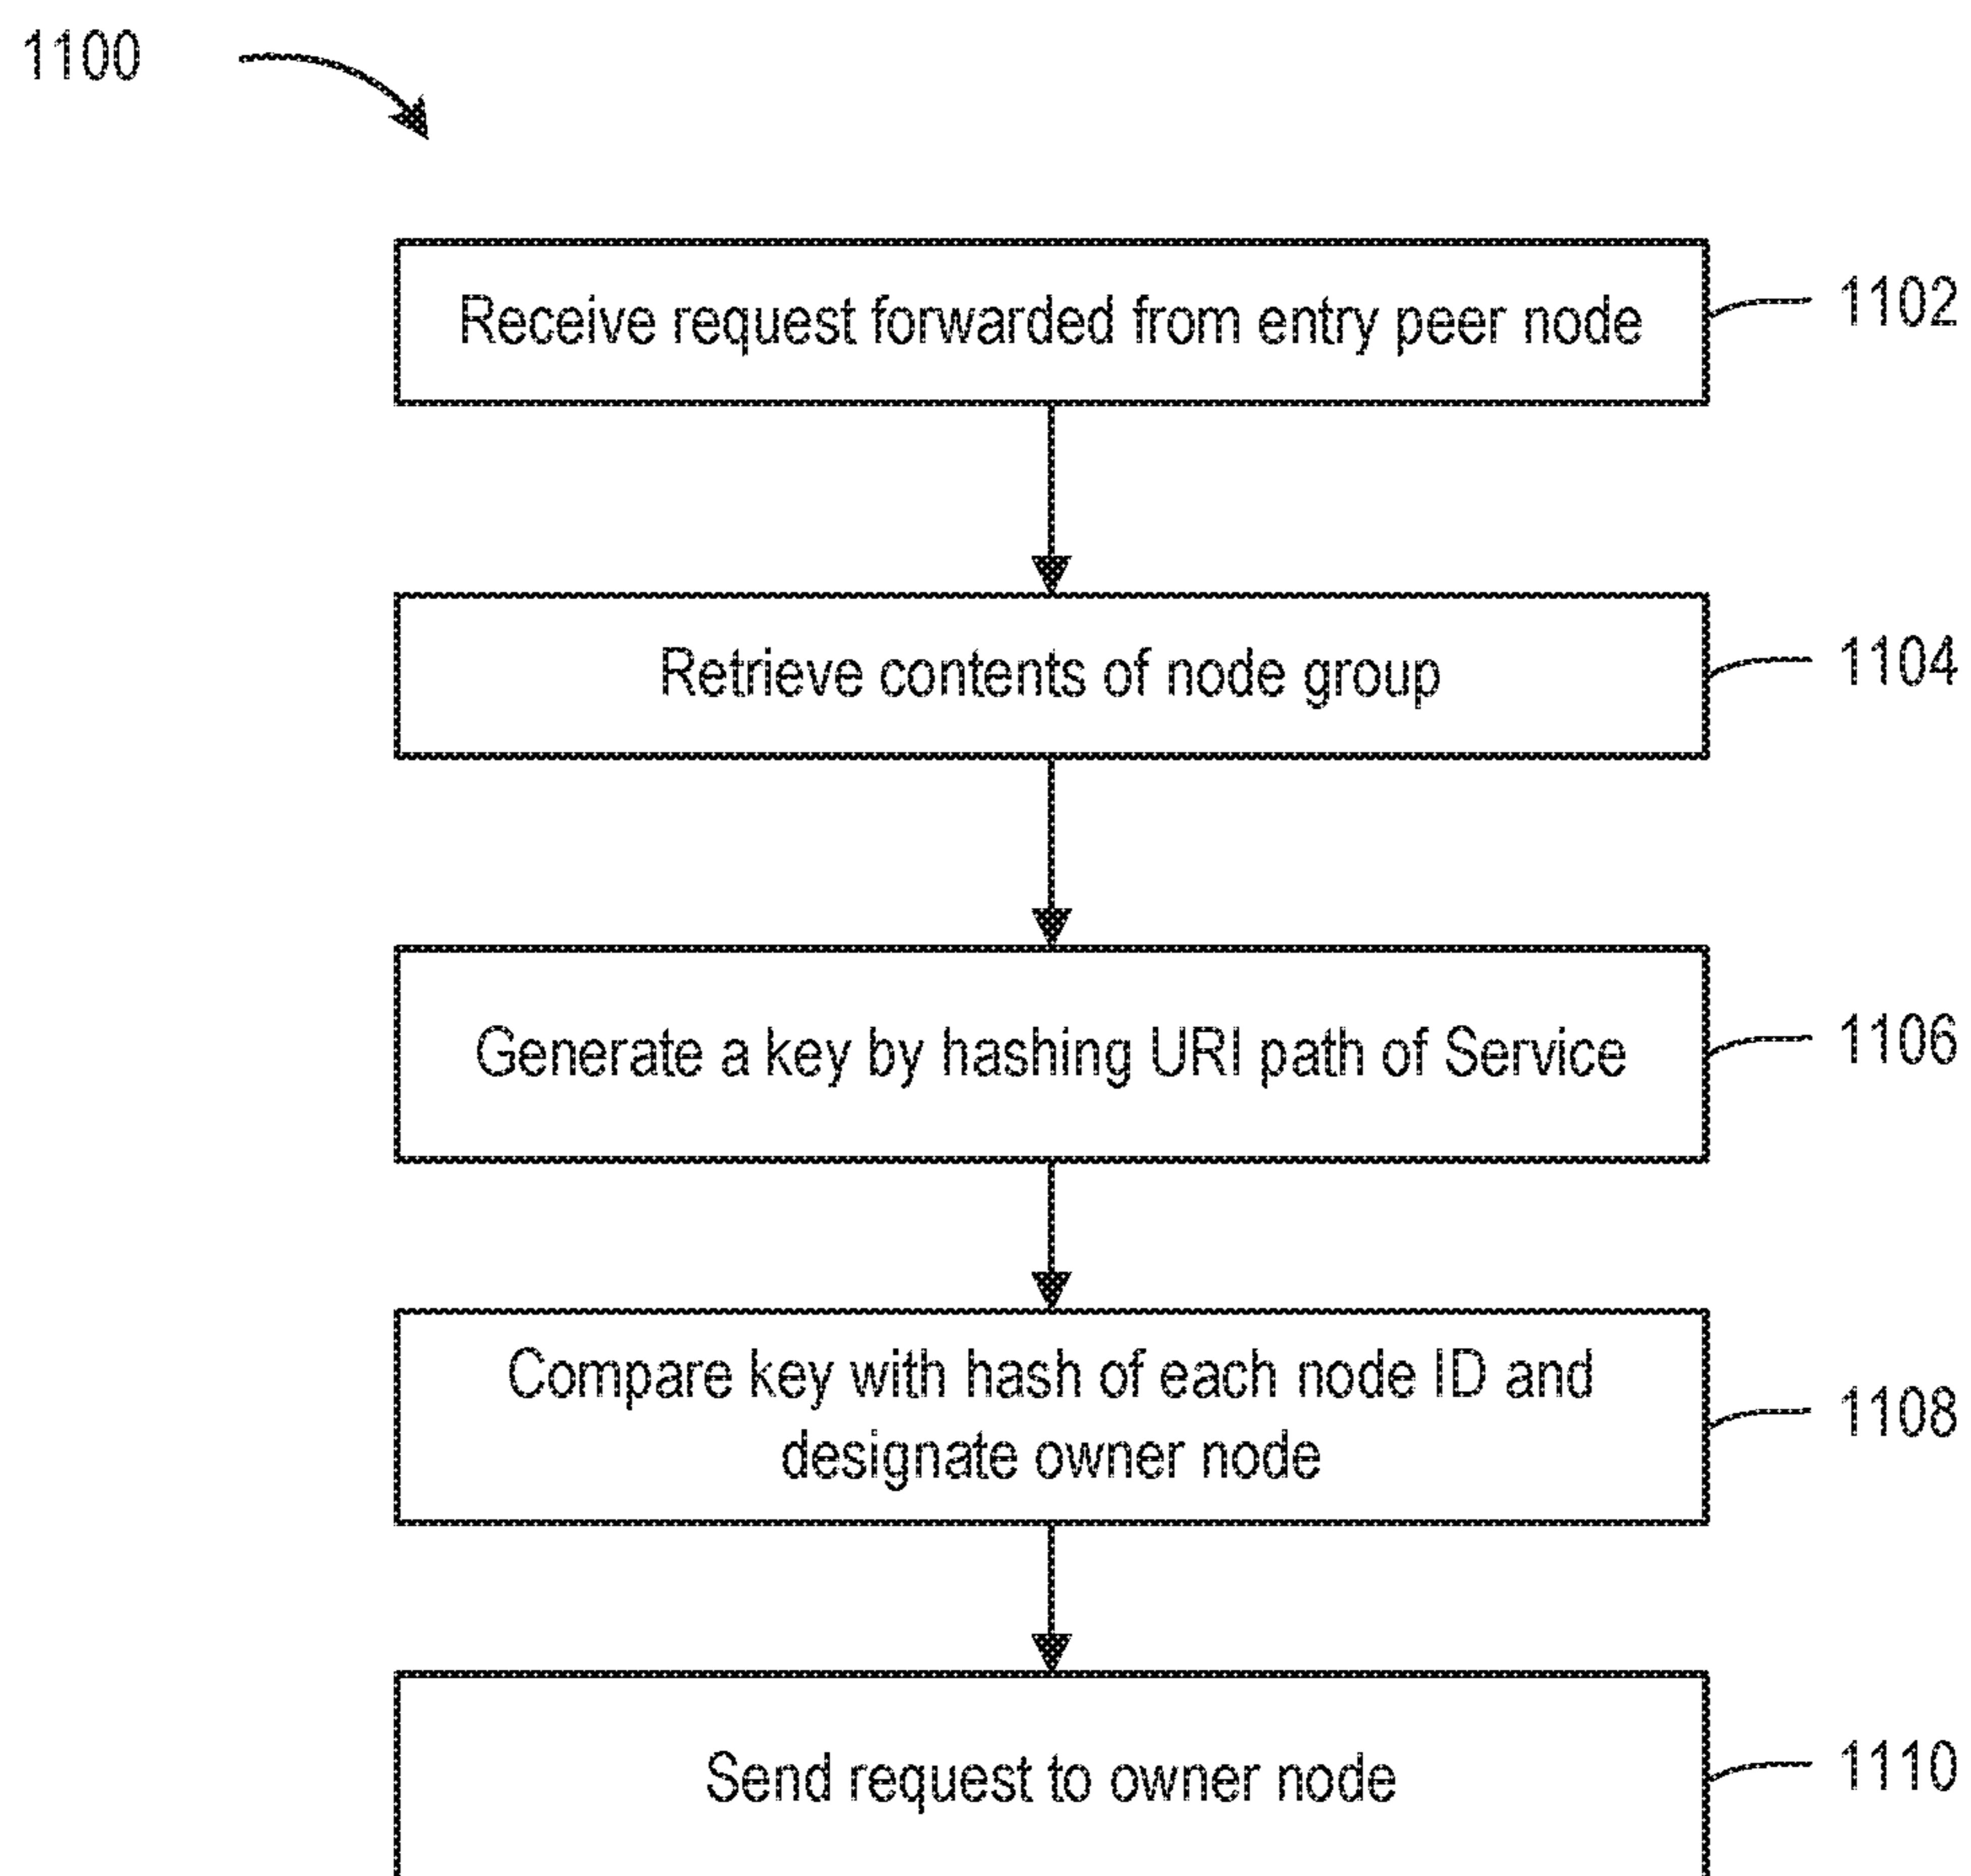 1100
Receive request forwarded from entry peer node
1102
Retrieve contents of node group
1104
Generate a key by hashing URI path of Service
1106
Compare key with hash of each node ID and
designate owner node
1108
Send request to owner node
1110